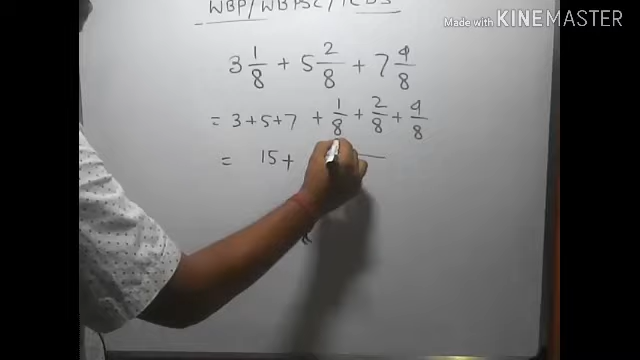 Made with KINEMASTER
WBP/WBPSC/ICDS
3 1/8 + 5 2/8 + 7 4/8
= 3+5+7 + 1/8 + 2/8 + 4/8
= 15+